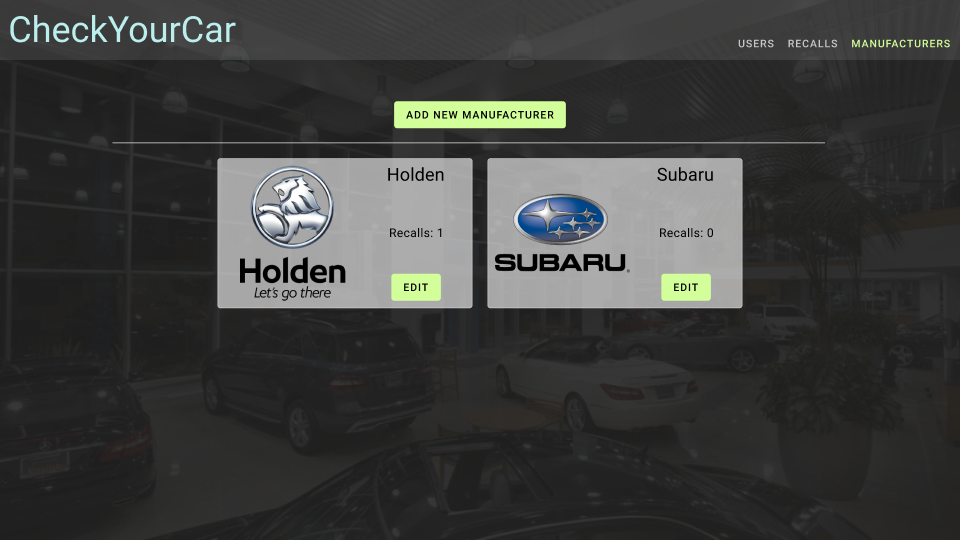 CheckYourCar
USERS RECALLS MANUFACTURERS
ADD NEW MANUFACTURER
Holden
Recalls: 1
Holden
Let's go there
EDIT
Subaru
Recalls: 0
SUBARU
EDIT